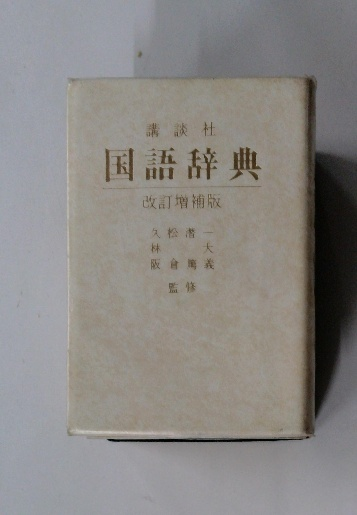 講談社
国語辞典
改訂増補版
久松潜一
林大
阪倉篤義
監修